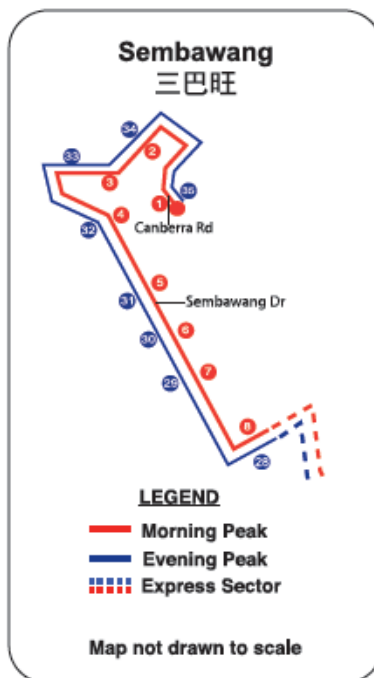 Sembawang
三巴旺
34
33
2
3
35
1
4
Canberra Rd
32
5
31
Sembawang Dr
6
30
7
29
8
28
LEGEND
Morning Peak
Evening Peak
Express Sector
Map not drawn to scale